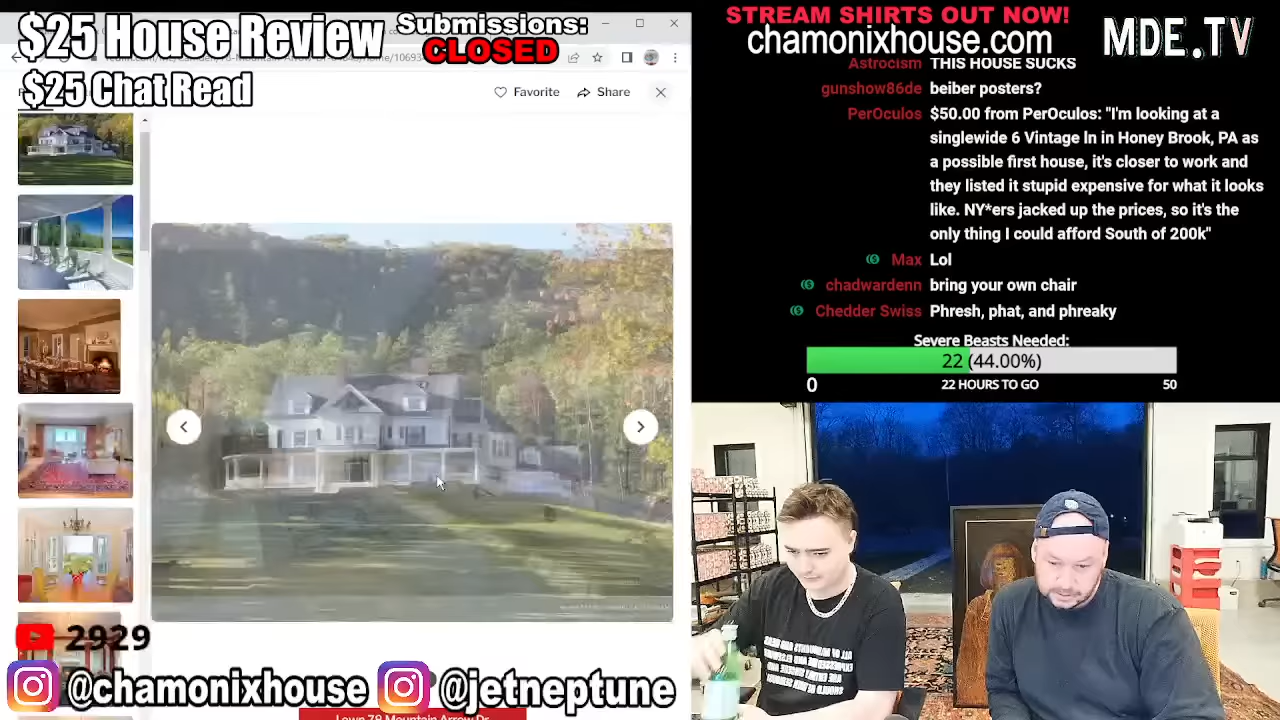 $25 House Review
$25 Chat Read
Submissions:
CLOSED
Favorite
Share
STREAM SHIRTS OUT NOW!
chamonixhouse.com
MDE.TV
Astrocism THIS HOUSE SUCKS
gunshow86de beiber posters?
PerOculos $50.00 from PerOculos: "I'm looking at a
singlewide 6 Vintage ln in Honey Brook, PA as
a possible first house, it's closer to work and
they listed it stupid expensive for what it looks
like. NY*ers jacked up the prices, so it's the
only thing I could afford South of 200k"
Max Lol
chadwardenn bring your own chair
Chedder Swiss Phresh, phat, and phreaky
Severe Beasts Needed:
22 (44.00%)
0 22 HOURS TO GO 50
2929
@chamonixhouse @jetneptune